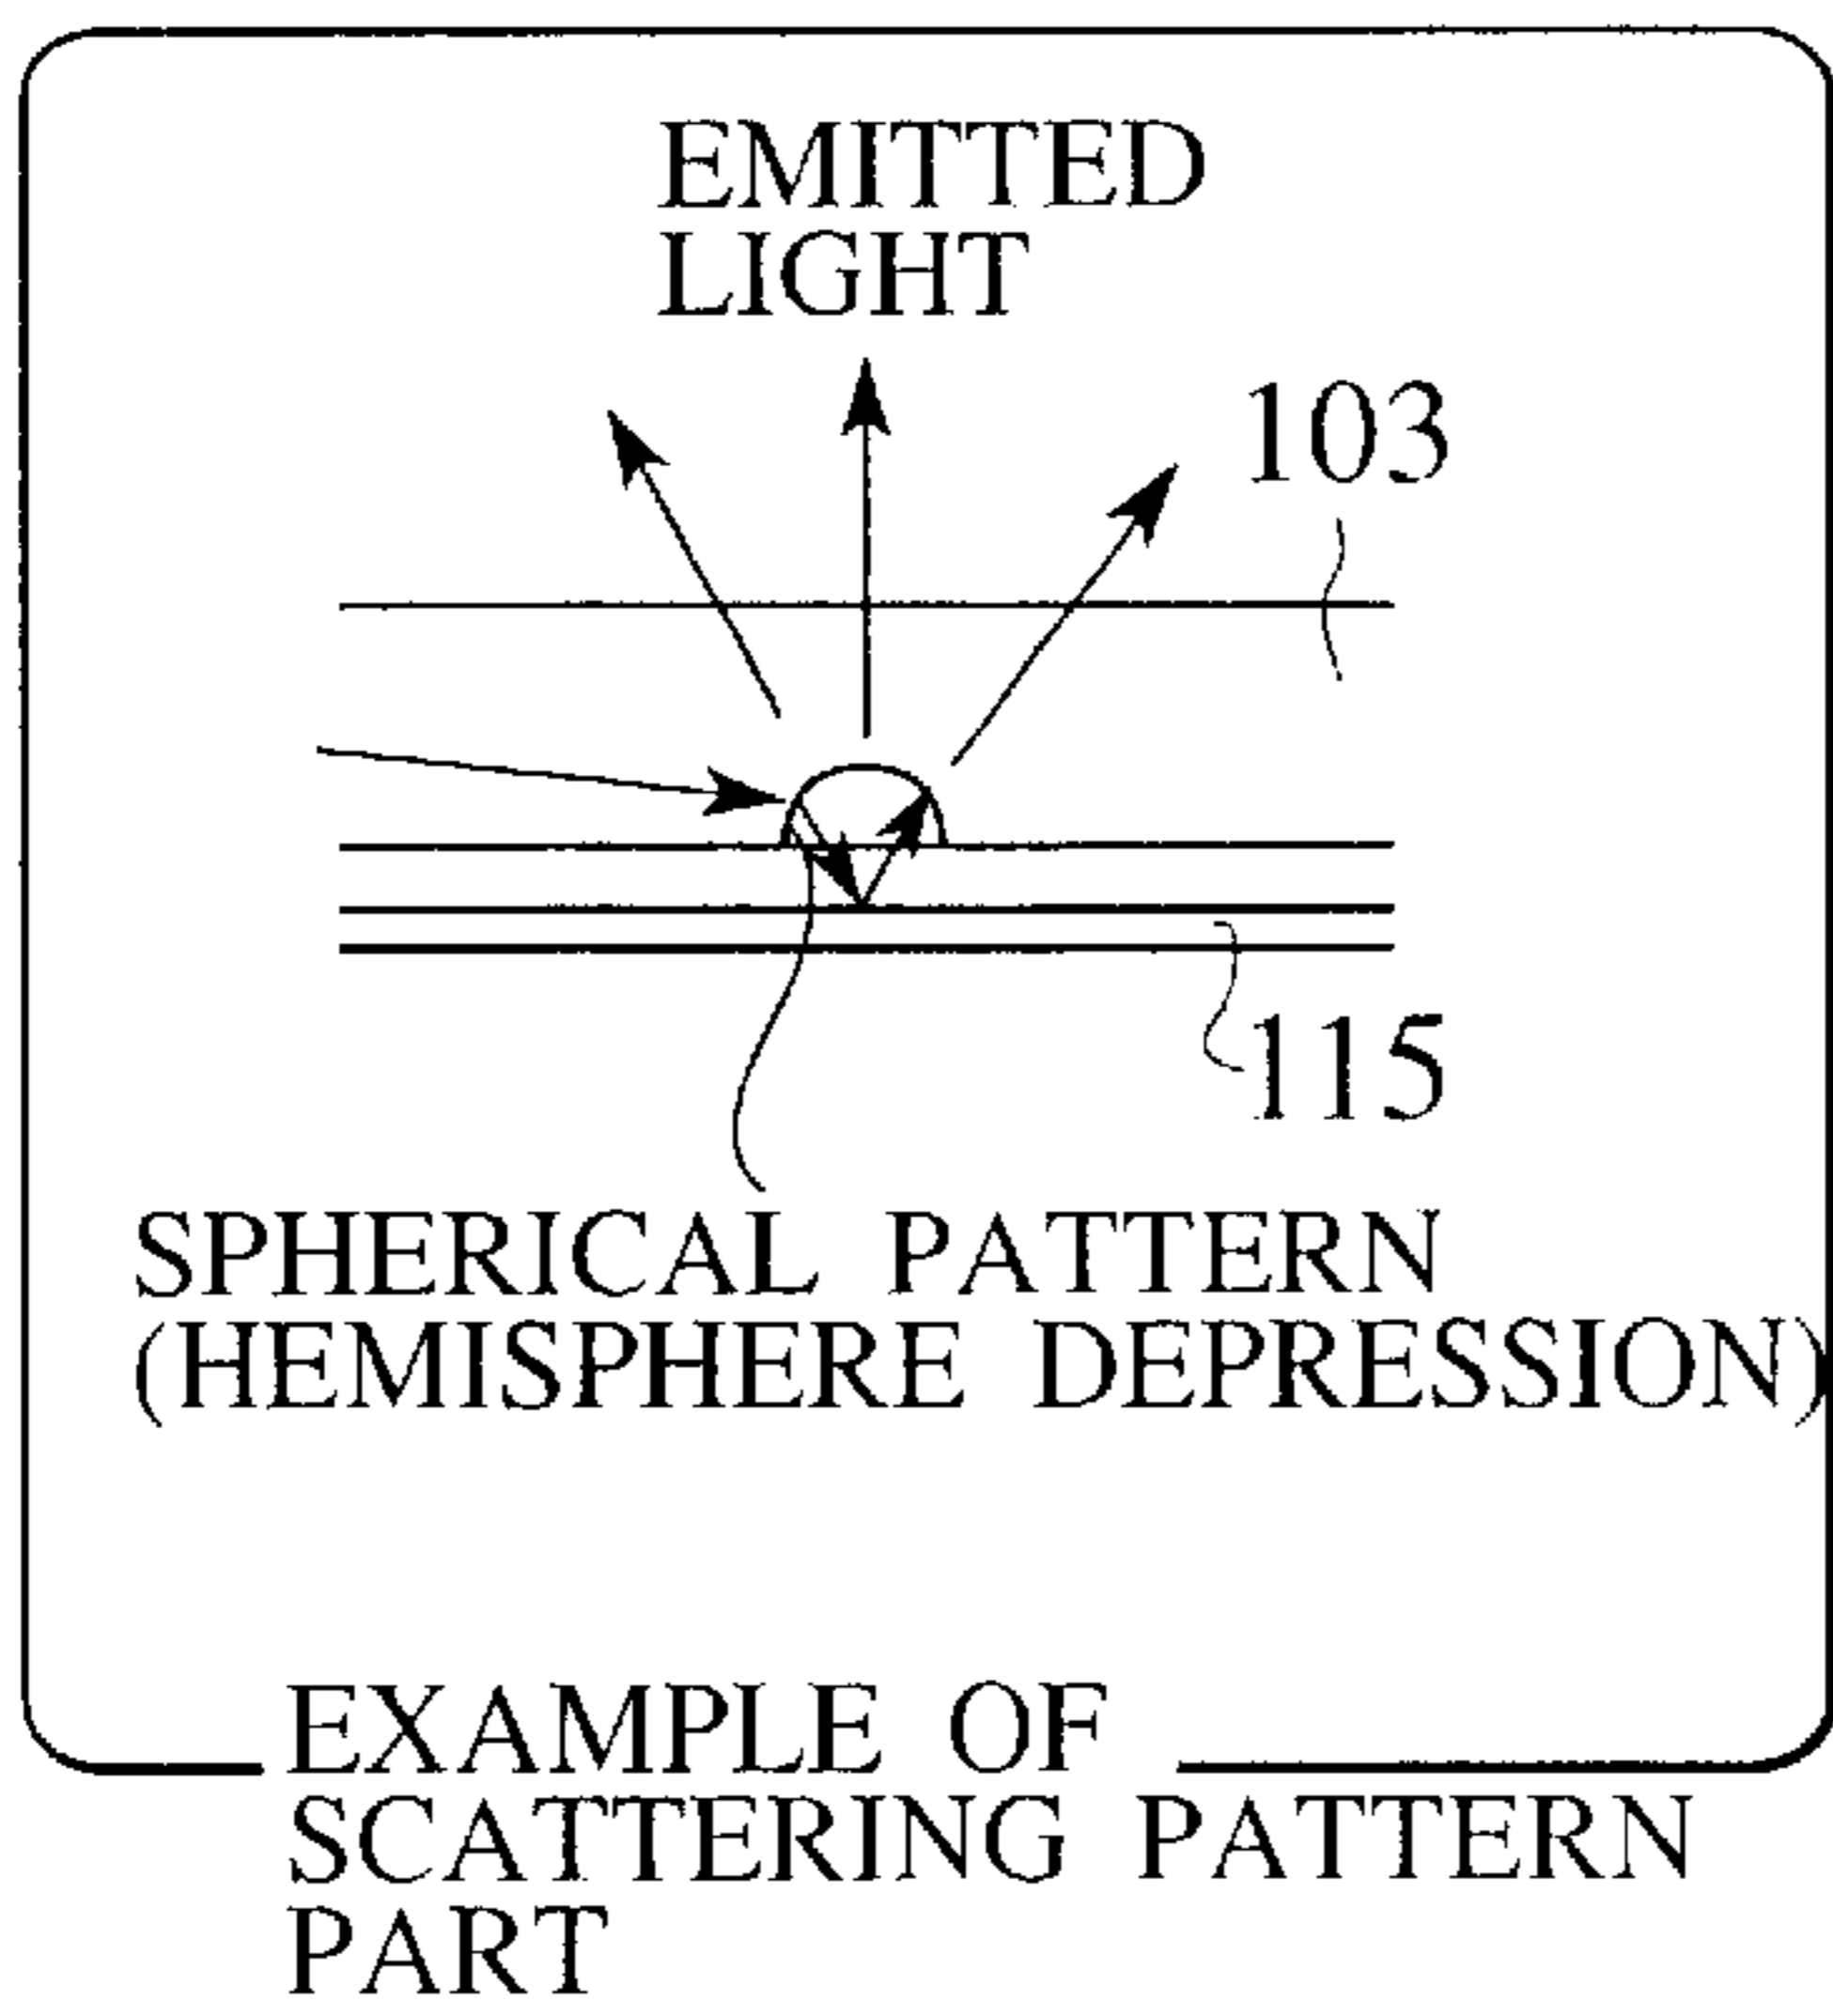 EMITTED
LIGHT
103
115
SPHERICAL PATTERN
(HEMISPHERE DEPRESSION)
EXAMPLE OF
SCATTERING PATTERN
PART